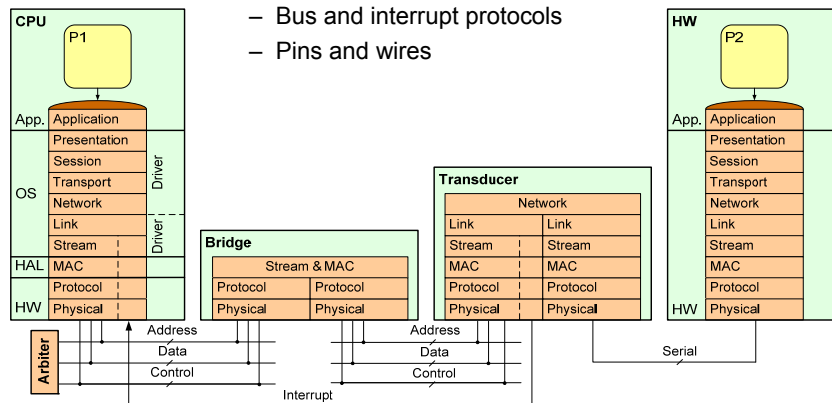 – Bus and interrupt protocols
– Pins and wires
CPU
P1
App.
Application
OS
Presentation
Session
Transport
Network
Link
Stream
Driver
Driver
HAL
MAC
HW
Protocol
Physical
Bridge
Stream & MAC
Protocol
Protocol
Physical
Physical
Transducer
Network
Link
Link
Stream
Stream
MAC
MAC
Protocol
Protocol
Physical
Physical
HW
P2
App.
Application
Presentation
Session
Transport
Network
Link
Stream
MAC
Protocol
HW
Physical
Arbiter
Address
Data
Control
Interrupt
Address
Data
Control
Serial